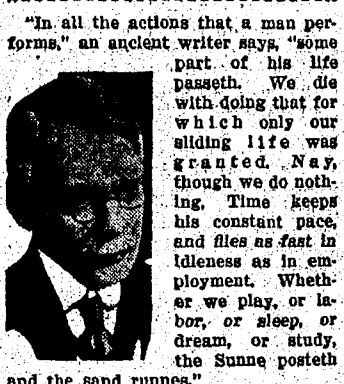 "In all the actions that a man per-
forms," an ancient writer says, "some
part of his life
passeth. We die
with doing that for
which only our
sliding life was
granted. Nay,
though we do noth-
ing, Time keeps
his constant pace,
and flies as fast in
idleness as in em-
ployment. Wheth-
er we play, or la-
bor, or sleep, or
dream, or study,
the Sunne posteth
and the sand runnes."